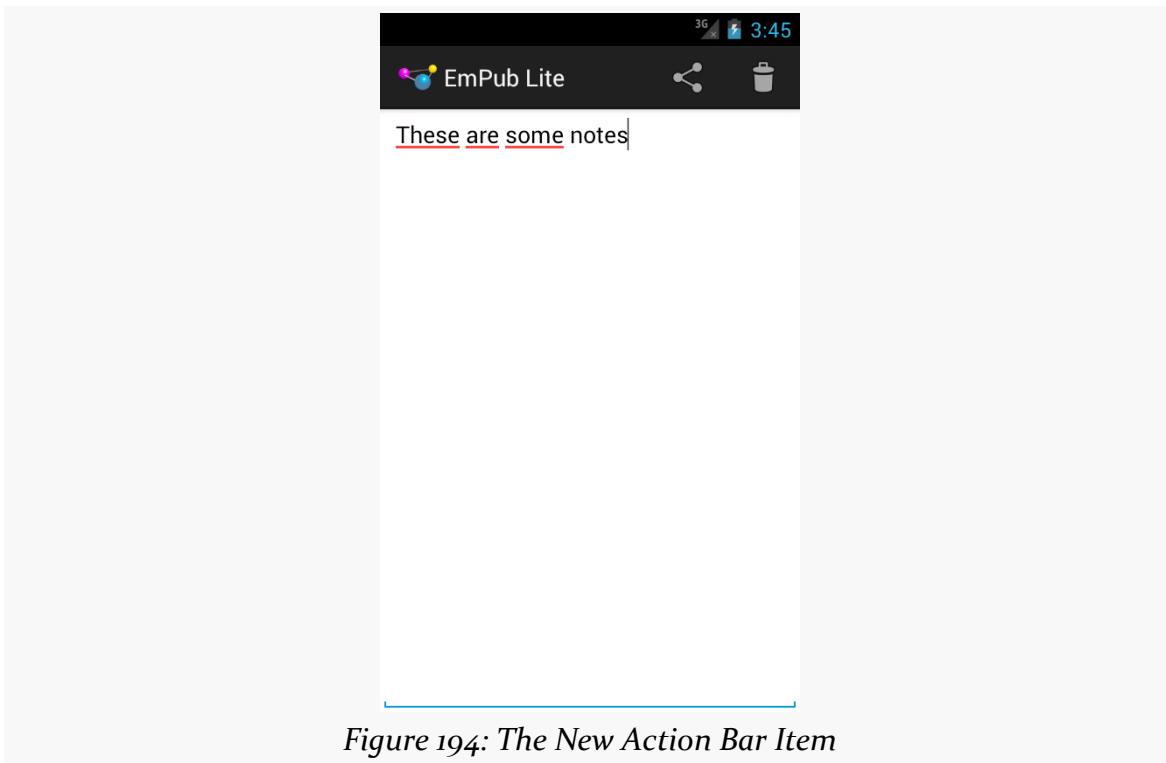 3G 3:45
EmPub Lite
These are some notes
Figure 194: The New Action Bar Item